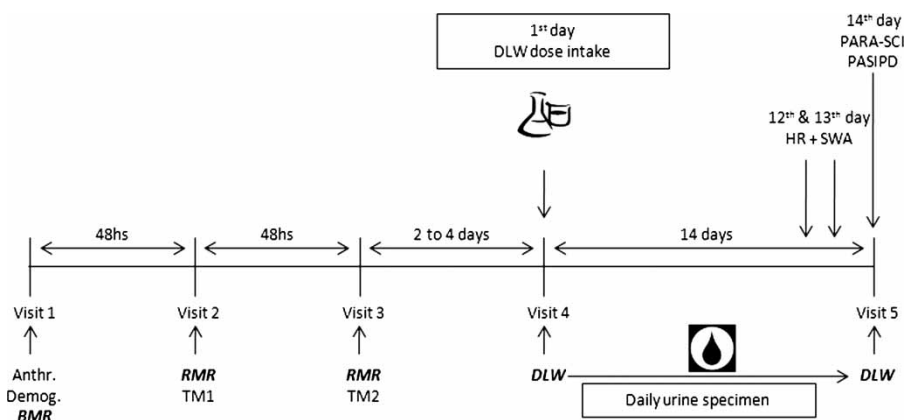 1st day
DLW dose intake
14th day
PARA-SCI
PASIPD
12th & 13th day
HR + SWA
48hs
48hs
2 to 4 days
14 days
Visit 1
Visit 2
Visit 3
Visit 4
Visit 5
Anthr.
Demog.
BMR
RMR
TM1
RMR
TM2
DLW
DLW
Daily urine specimen